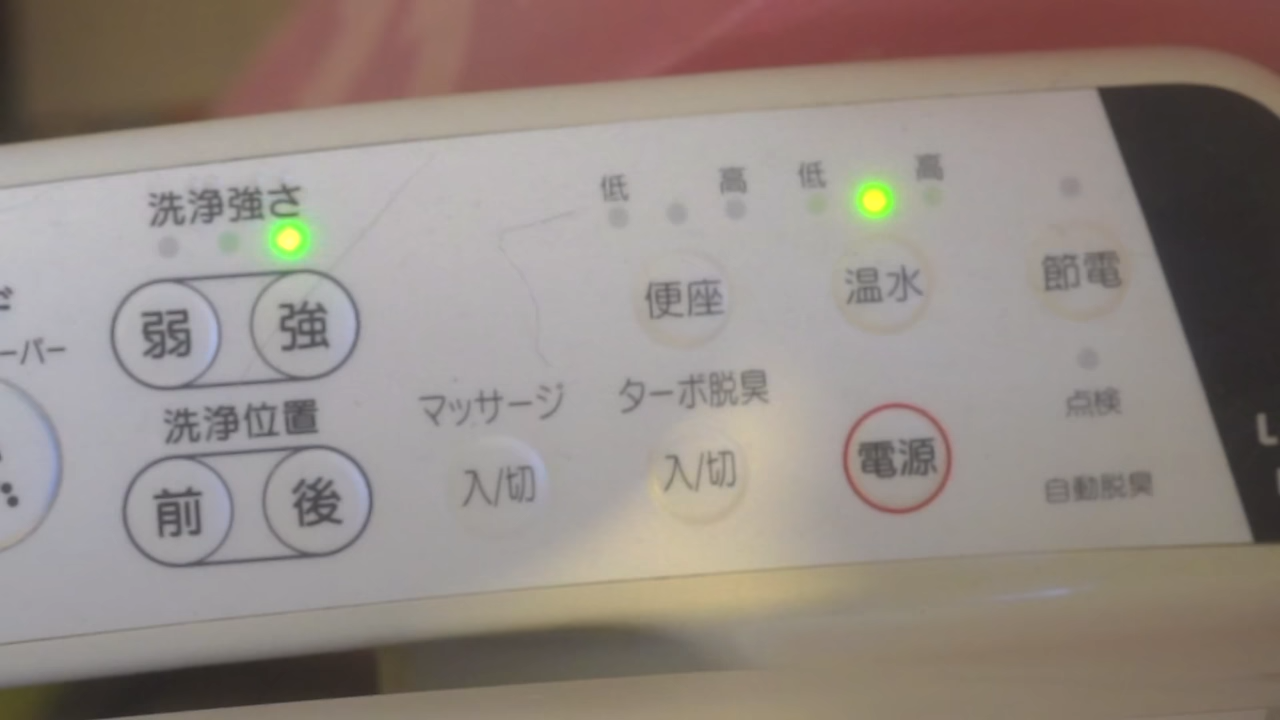 洗浄強さ
弱 強
洗浄位置
前 後
マッサージ
入/切
ターボ脱臭
入/切
低 高
便座
低 高
温水
節電
電源
点検
自動脱臭